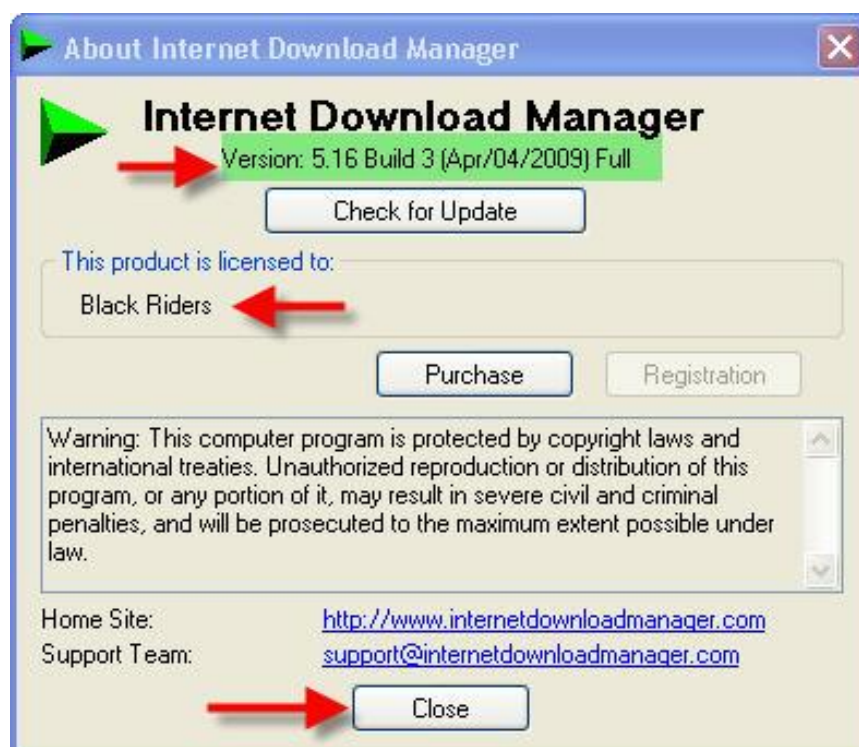 About Internet Download Manager
Internet Download Manager
Version: 5.16 Build 3 (Apr/04/2009) Full
Check for Update
This product is licensed to:
Black Riders
Purchase Registration
Warning: This computer program is protected by copyright laws and
international treaties. Unauthorized reproduction or distribution of this
program, or any portion of it, may result in severe civil and criminal
penalties, and will be prosecuted to the maximum extent possible under
law.
Home Site: http://www.internetdownloadmanager.com
Support Team: support@internetdownloadmanager.com
Close